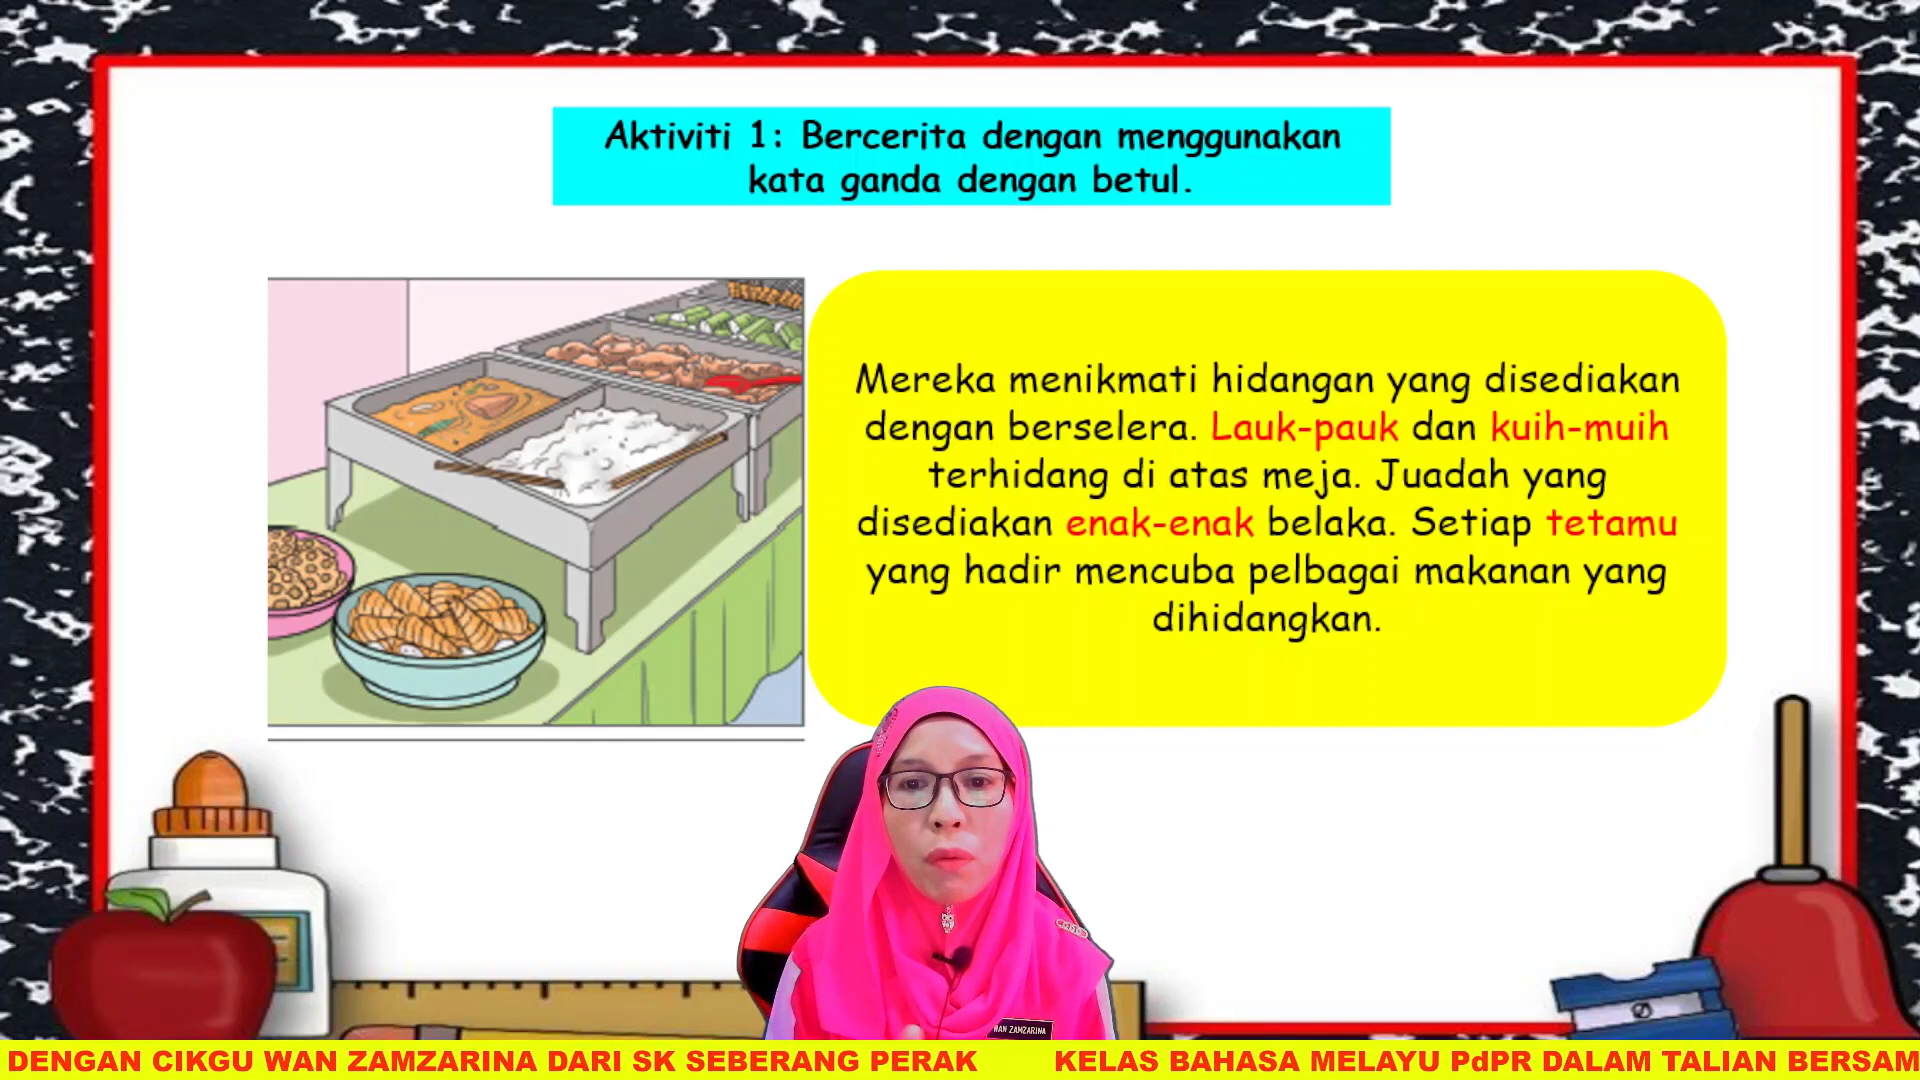 Aktiviti 1: Bercerita dengan menggunakan
kata ganda dengan betul.
Mereka menikmati hidangan yang disediakan
dengan berselera. Lauk-pauk dan kuih-muih
terhidang di atas meja. Juadah yang
disediakan enak-enak belaka. Setiap tetamu
yang hadir mencuba pelbagai makanan yang
dihidangkan.
WAN ZAMZARINA
DENGAN CIKGU WAN ZAMZARINA DARI SK SEBERANG PERAK KELAS BAHASA MELAYU PdPR DALAM TALIAN BERSAM